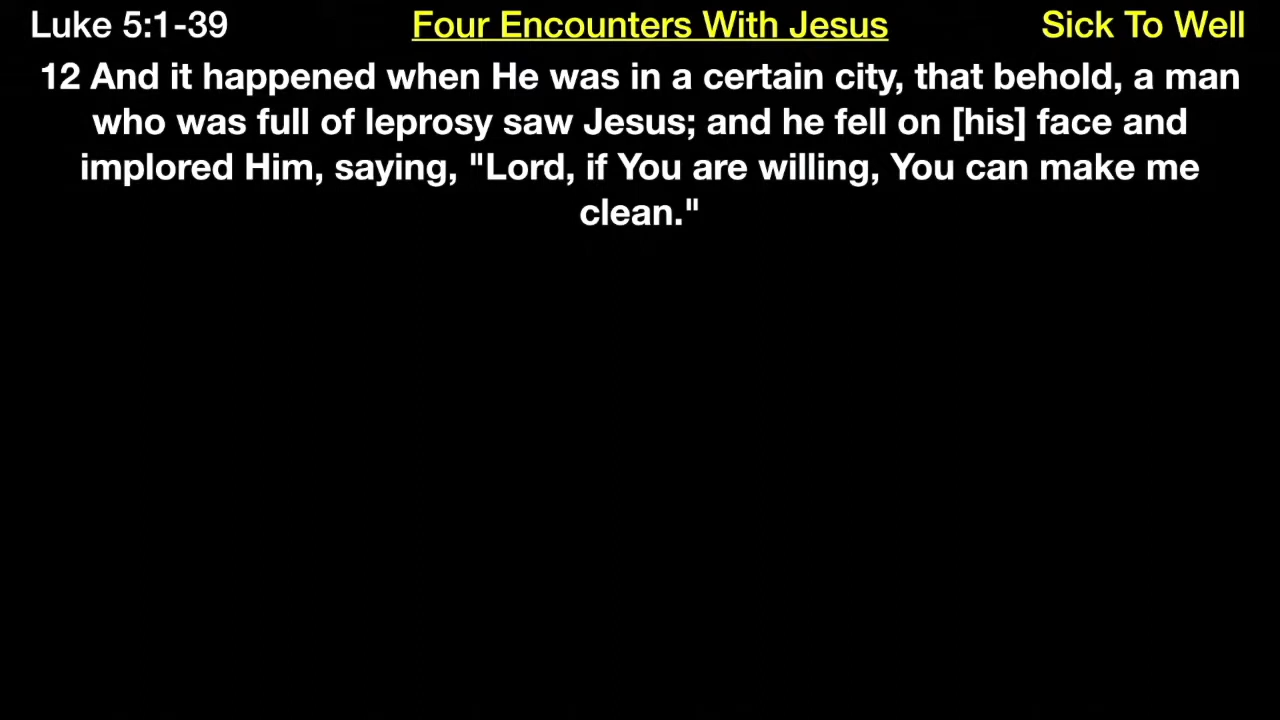 Luke 5:1-39 Four Encounters With Jesus Sick To Well
12 And it happened when He was in a certain city, that behold, a man
who was full of leprosy saw Jesus; and he fell on [his] face and
implored Him, saying, "Lord, if You are willing, You can make me
clean."